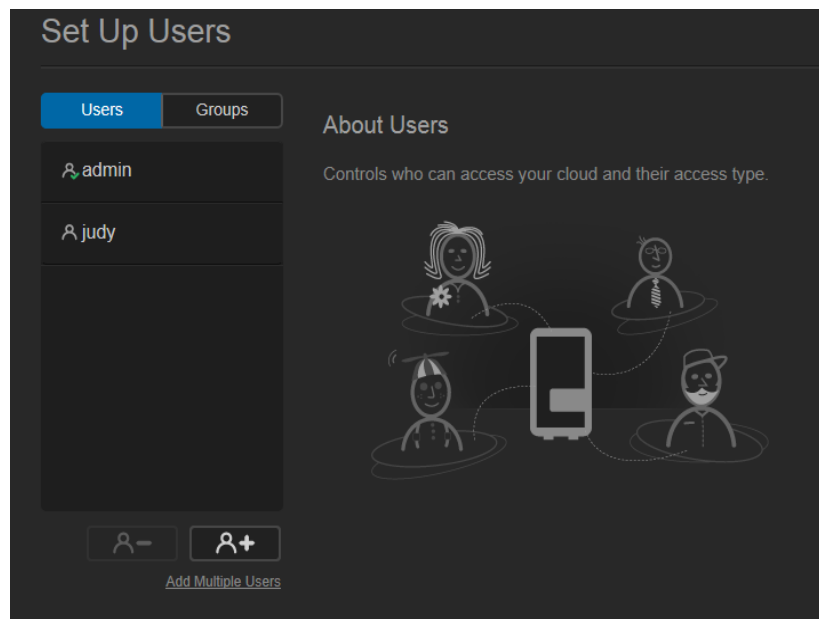 Set Up Users
Users
Groups
About Users
Controls who can access your cloud and their access type.
admin
judy
Add Multiple Users